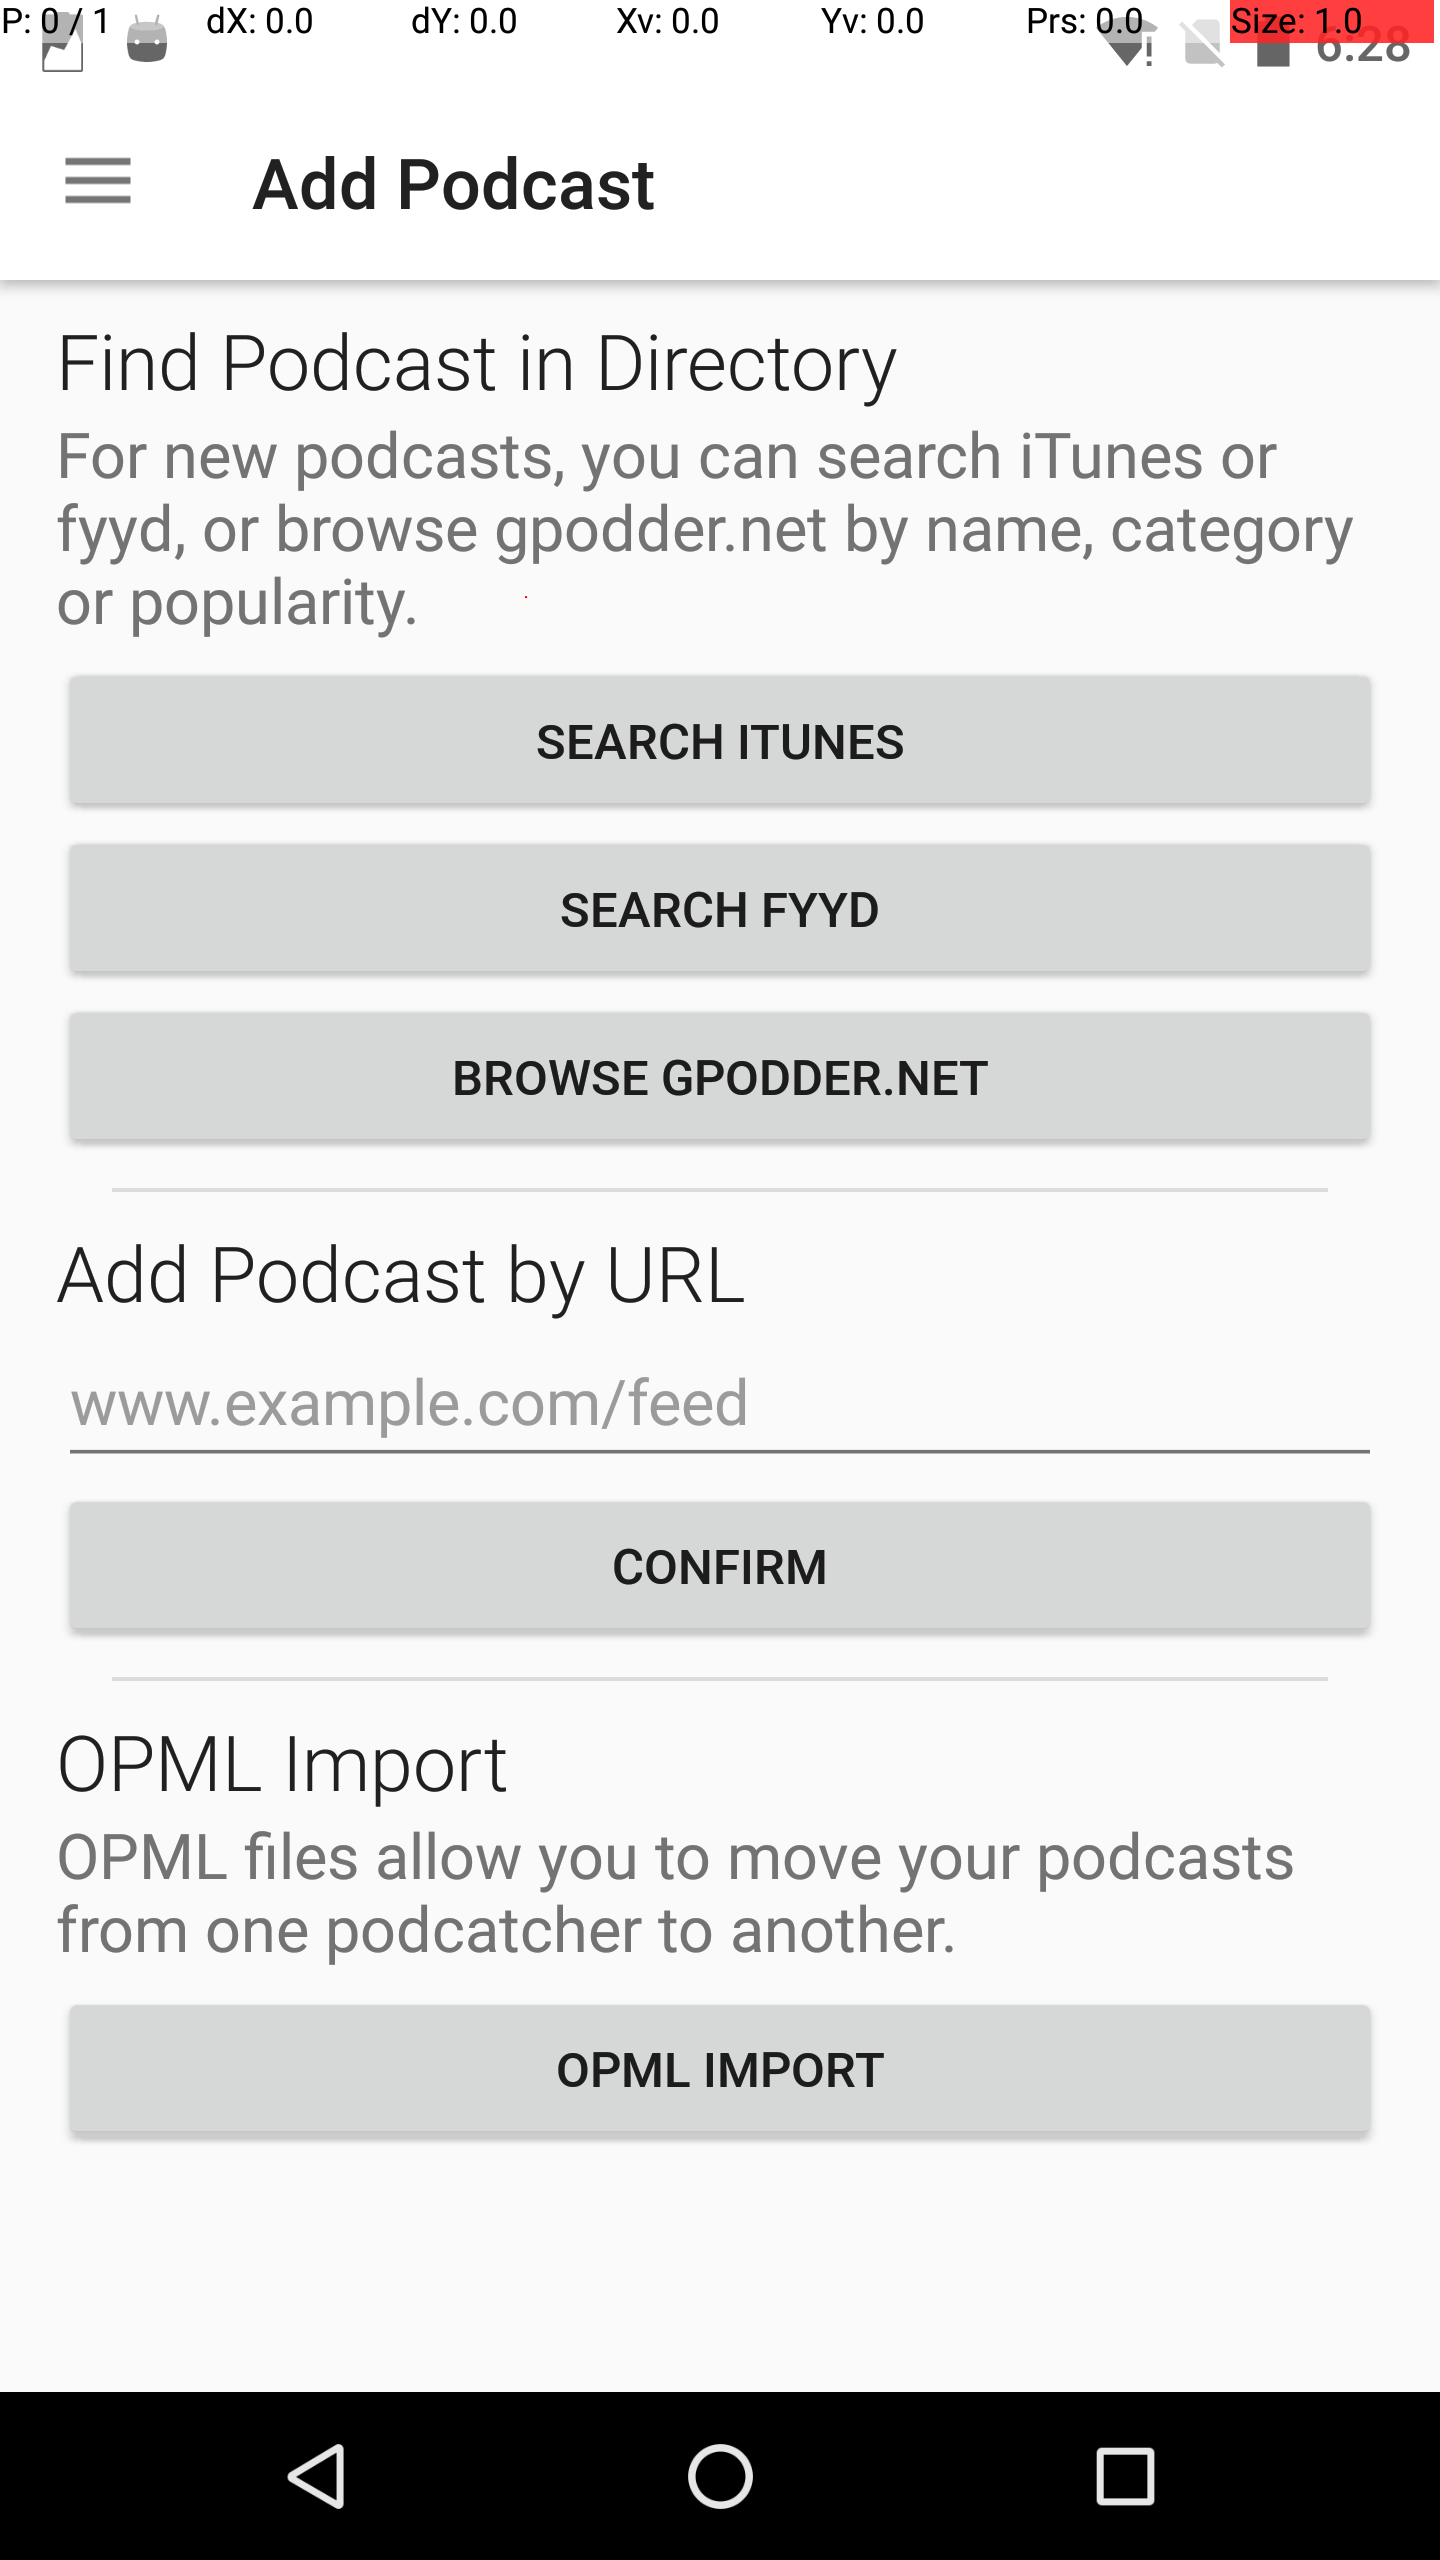 P: 0 / 1 dX: 0.0 dY: 0.0 Xv: 0.0 Yv: 0.0 Prs: 0.0 Size: 1.0
6:28
Add Podcast
Find Podcast in Directory
For new podcasts, you can search iTunes or
fyyd, or browse gpodder.net by name, category
or popularity.
SEARCH ITUNES
SEARCH FYYD
BROWSE GPODDER.NET
Add Podcast by URL
www.example.com/feed
CONFIRM
OPML Import
OPML files allow you to move your podcasts
from one podcatcher to another.
OPML IMPORT